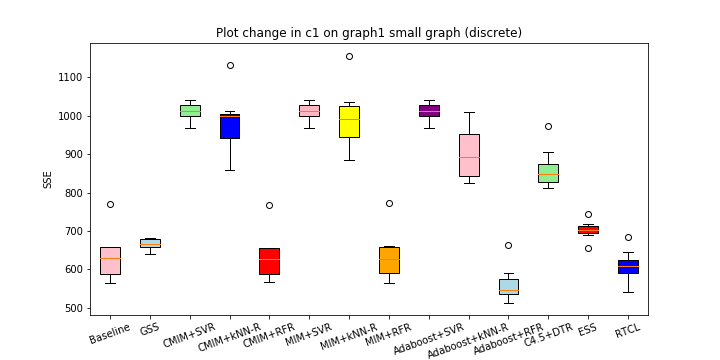 Plot change in c1 on graph1 small graph (discrete)
1100
1000
900
800
700
600
500
SSE
Baseline
GSS
CMIM+SVR
CMIM+kNN-R
CMIM+RFR
MIM+SVR
MIM+kNN-R
MIM+RFR
Adaboost+SVR
Adaboost+kNN-R
Adaboost+RFR
C4.5+DTR
ESS
RTCL